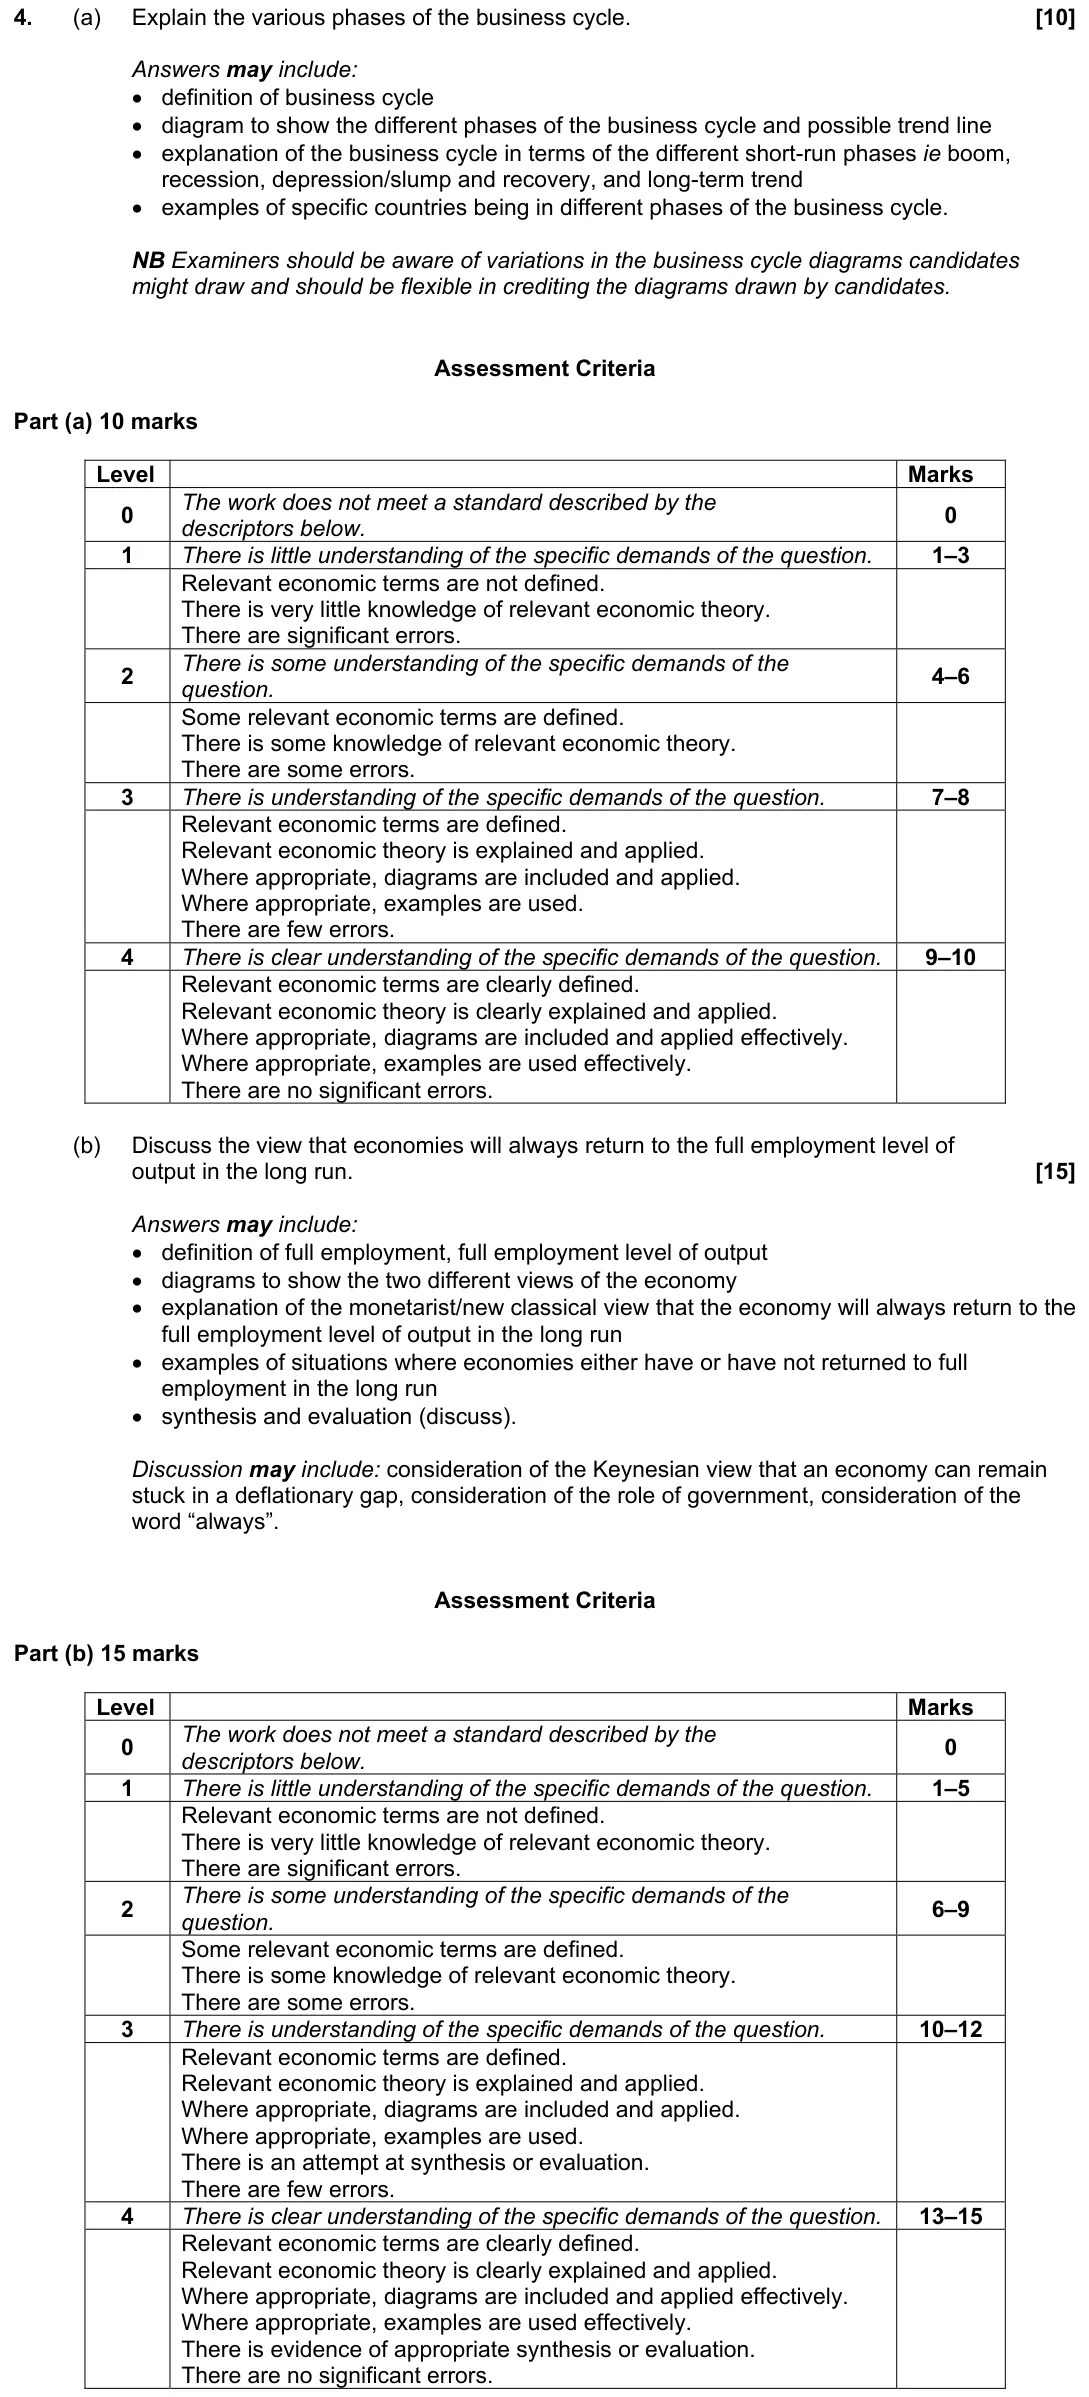 4. (a) Explain the various phases of the business cycle. [10]
Answers may include:
• definition of business cycle
• diagram to show the different phases of the business cycle and possible trend line
• explanation of the business cycle in terms of the different short-run phases ie boom,
recession, depression/slump and recovery, and long-term trend
• examples of specific countries being in different phases of the business cycle.
NB Examiners should be aware of variations in the business cycle diagrams candidates
might draw and should be flexible in crediting the diagrams drawn by candidates.
Assessment Criteria
Part (a) 10 marks
Level Marks
The work does not meet a standard described by the
0 0
descriptors below.
1 There is little understanding of the specific demands of the question. 1–3
Relevant economic terms are not defined.
There is very little knowledge of relevant economic theory.
There are significant errors.
There is some understanding of the specific demands of the
2 4–6
question.
Some relevant economic terms are defined.
There is some knowledge of relevant economic theory.
There are some errors.
3 There is understanding of the specific demands of the question. 7–8
Relevant economic terms are defined.
Relevant economic theory is explained and applied.
Where appropriate, diagrams are included and applied.
Where appropriate, examples are used.
There are few errors.
4 There is clear understanding of the specific demands of the question. 9–10
Relevant economic terms are clearly defined.
Relevant economic theory is clearly explained and applied.
Where appropriate, diagrams are included and applied effectively.
Where appropriate, examples are used effectively.
There are no significant errors.
(b) Discuss the view that economies will always return to the full employment level of
output in the long run. [15]
Answers may include:
• definition of full employment, full employment level of output
• diagrams to show the two different views of the economy
• explanation of the monetarist/new classical view that the economy will always return to the
full employment level of output in the long run
• examples of situations where economies either have or have not returned to full
employment in the long run
• synthesis and evaluation (discuss).
Discussion may include: consideration of the Keynesian view that an economy can remain
stuck in a deflationary gap, consideration of the role of government, consideration of the
word “always”.
Assessment Criteria
Part (b) 15 marks
Level Marks
The work does not meet a standard described by the
0 0
descriptors below.
1 There is little understanding of the specific demands of the question. 1–5
Relevant economic terms are not defined.
There is very little knowledge of relevant economic theory.
There are significant errors.
There is some understanding of the specific demands of the
2 6–9
question.
Some relevant economic terms are defined.
There is some knowledge of relevant economic theory.
There are some errors.
3 There is understanding of the specific demands of the question. 10–12
Relevant economic terms are defined.
Relevant economic theory is explained and applied.
Where appropriate, diagrams are included and applied.
Where appropriate, examples are used.
There is an attempt at synthesis or evaluation.
There are few errors.
4 There is clear understanding of the specific demands of the question. 13–15
Relevant economic terms are clearly defined.
Relevant economic theory is clearly explained and applied.
Where appropriate, diagrams are included and applied effectively.
Where appropriate, examples are used effectively.
There is evidence of appropriate synthesis or evaluation.
There are no significant errors.